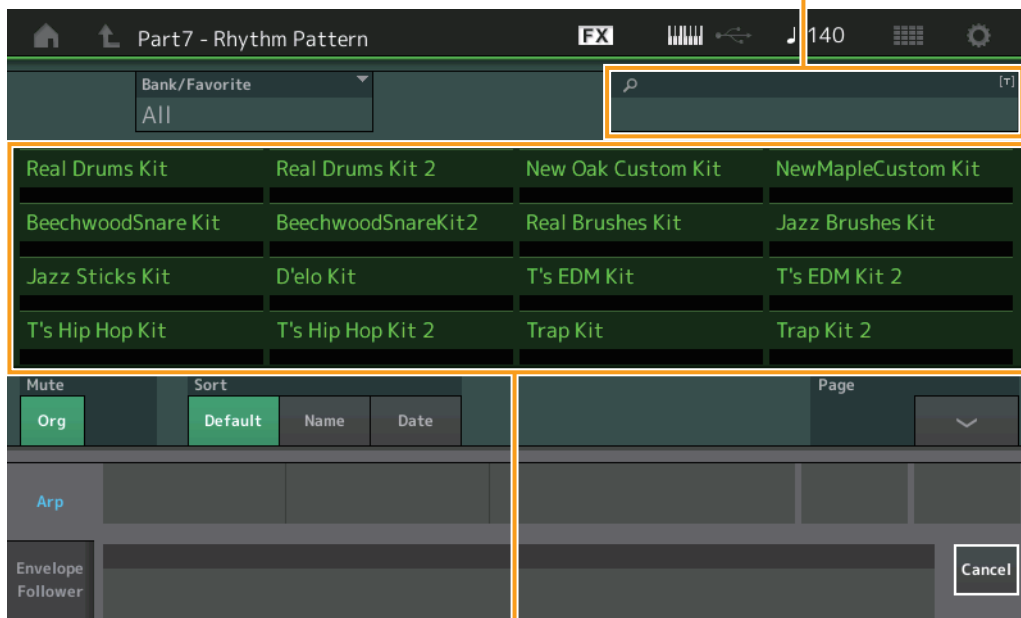 Part7 - Rhythm Pattern FX ♩ 140
Bank/Favorite [T]
All
Real Drums Kit Real Drums Kit 2 New Oak Custom Kit NewMapleCustom Kit
BeechwoodSnare Kit BeechwoodSnareKit2 Real Brushes Kit Jazz Brushes Kit
Jazz Sticks Kit D'elo Kit T's EDM Kit T's EDM Kit 2
T's Hip Hop Kit T's Hip Hop Kit 2 Trap Kit Trap Kit 2
Mute Sort Page
Org Default Name Date
Arp
Envelope
Follower
Cancel